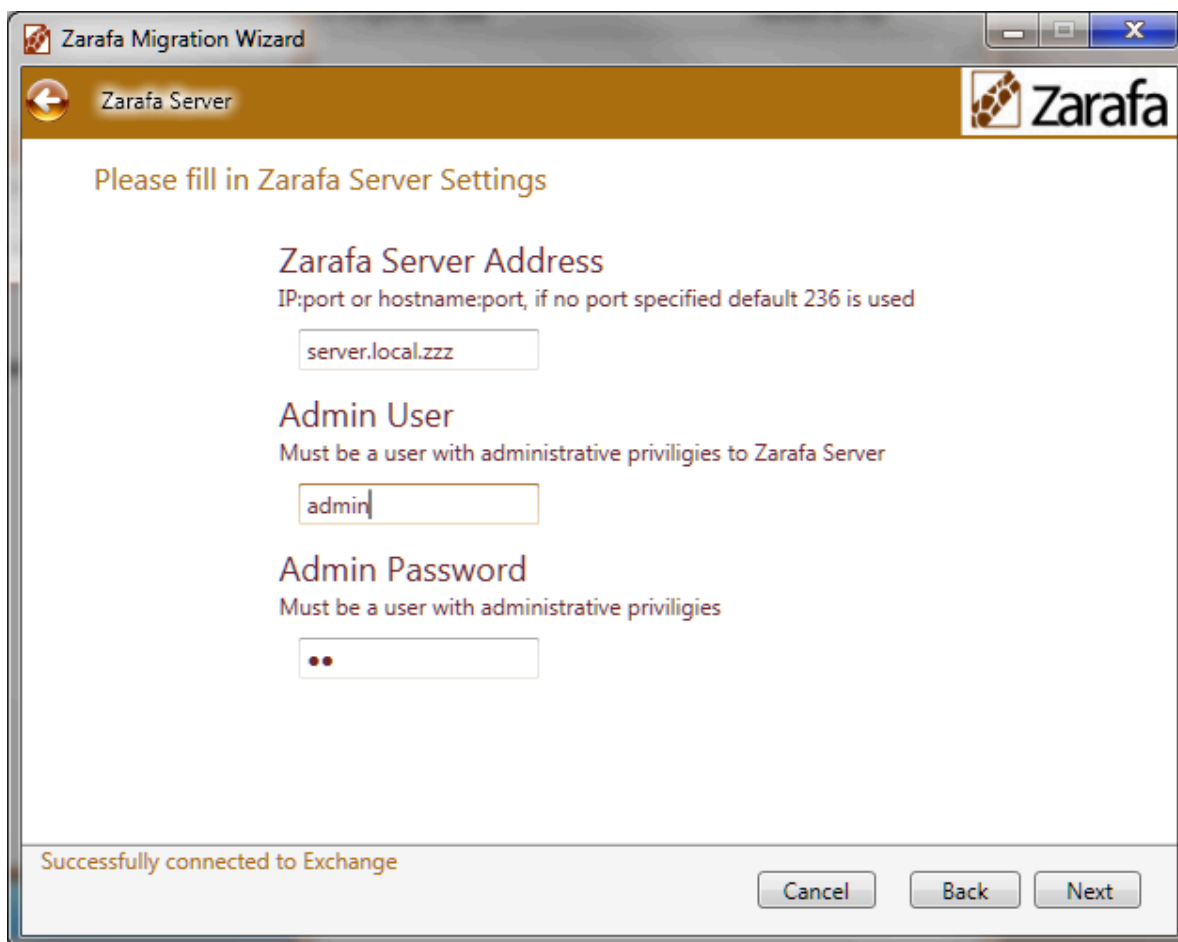 Zarafa Migration Wizard
Zarafa Server
Zarafa
Please fill in Zarafa Server Settings
Zarafa Server Address
IP:port or hostname:port, if no port specified default 236 is used
server.local.zzz
Admin User
Must be a user with administrative priviligies to Zarafa Server
admin
Admin Password
Must be a user with administrative priviligies
••
Successfully connected to Exchange
Cancel Back Next